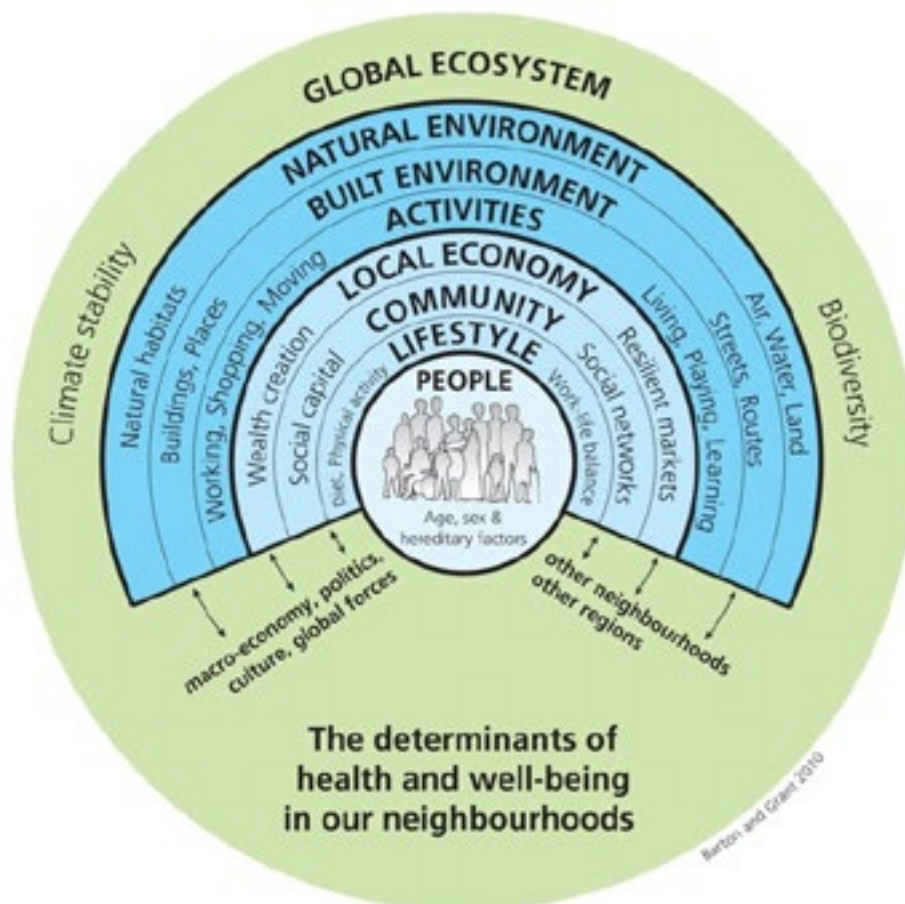 GLOBAL ECOSYSTEM
NATURAL ENVIRONMENT
BUILT ENVIRONMENT
ACTIVITIES
LOCAL ECONOMY
COMMUNITY
LIFESTYLE
PEOPLE
Age, sex &
hereditary factors
Climate stability
Natural habitats
Buildings, Places
Working, Shopping, Moving
Wealth creation
Social capital
Diet, Physical activity
Work-life balance
Social networks
Resilient markets
Living, Playing, Learning
Streets, Routes
Air, Water, Land
Biodiversity
macro-economy, politics,
culture, global forces
other neighbourhoods
other regions
The determinants of
health and well-being
in our neighbourhoods
Barton and Grant 2010